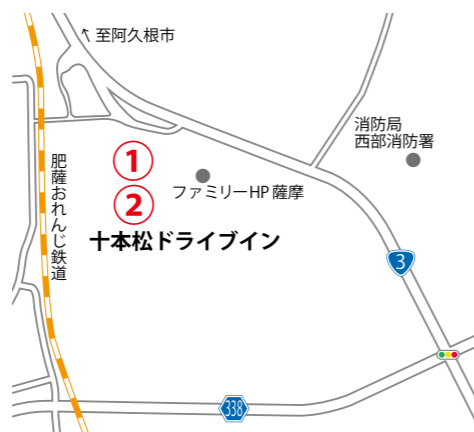 ↖至阿久根市
消防局
西部消防署
①
②
ファミリーHP 薩摩
十本松ドライブイン
肥薩おれんじ鉄道
3
338